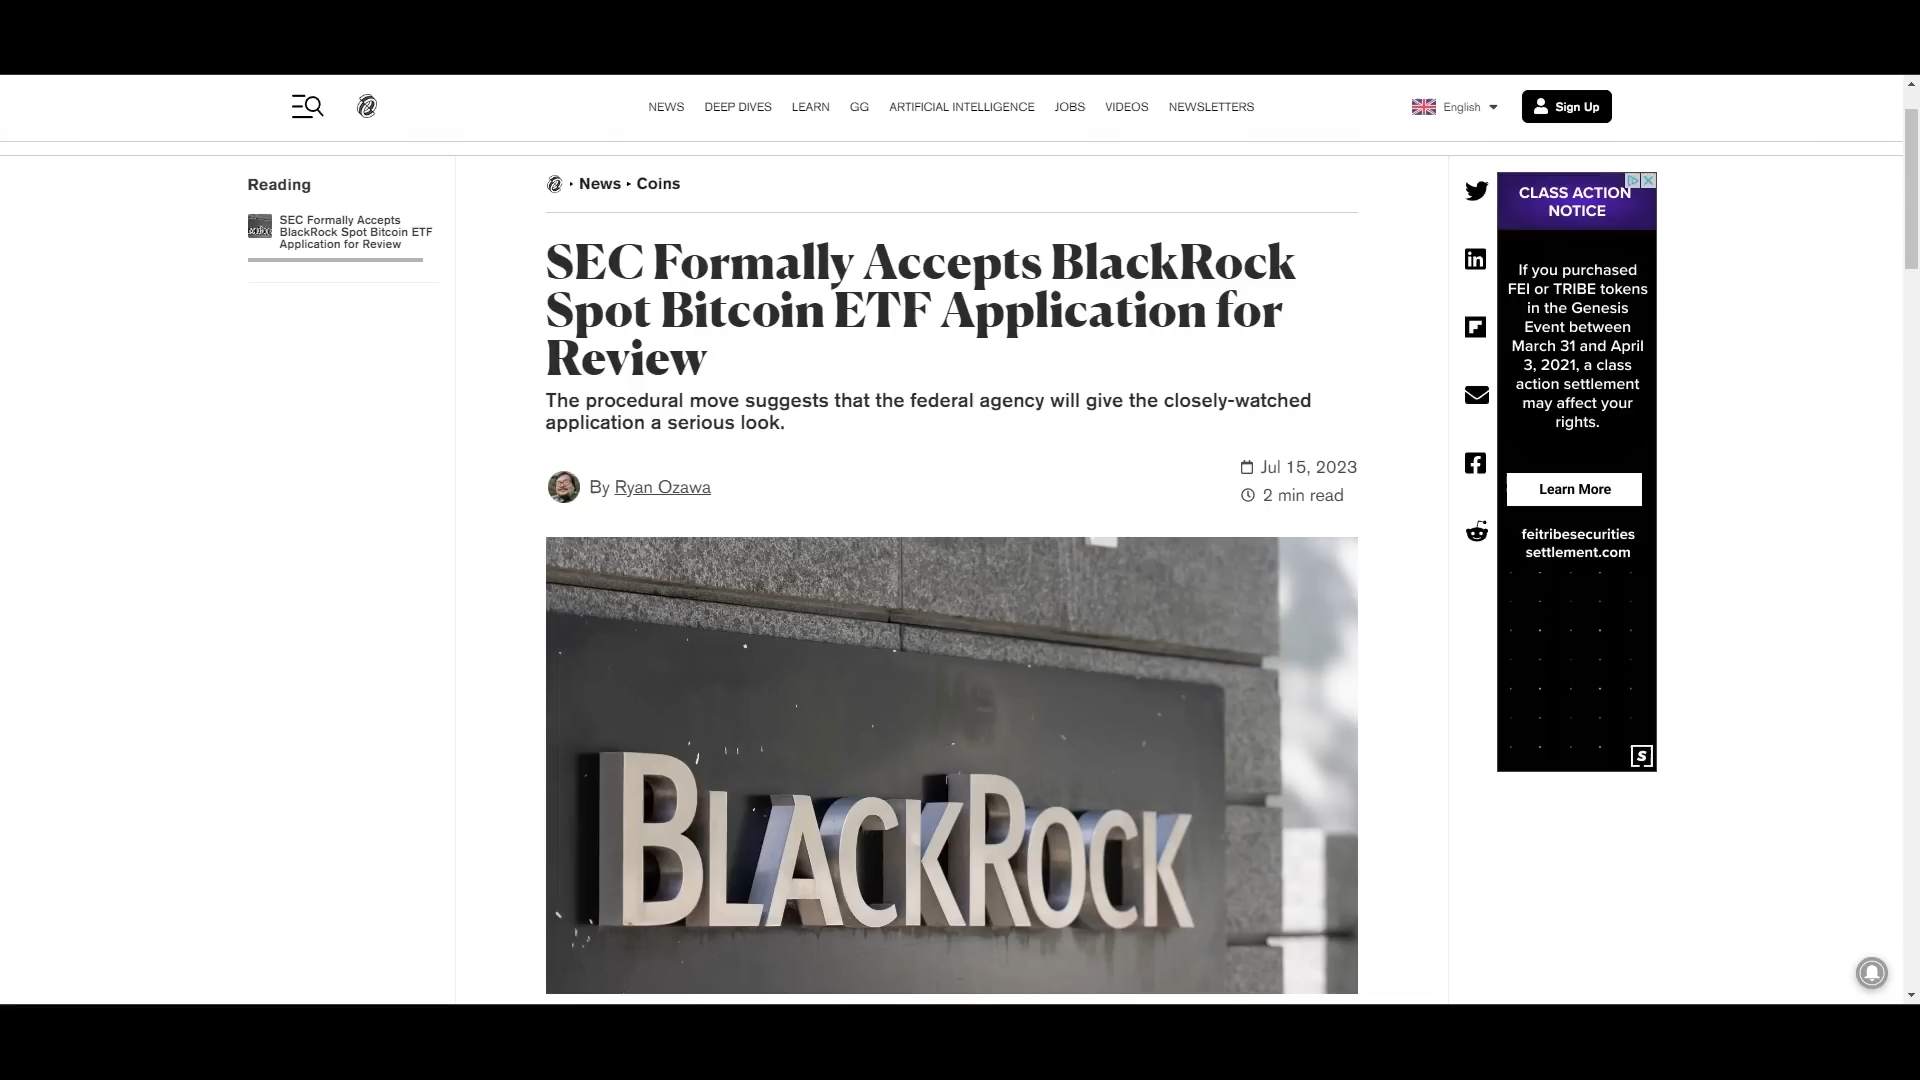 NEWS DEEP DIVES LEARN GG ARTIFICIAL INTELLIGENCE JOBS VIDEOS NEWSLETTERS English Sign Up
Reading
SEC Formally Accepts
BlackRock Spot Bitcoin ETF
Application for Review
News Coins
SEC Formally Accepts BlackRock
Spot Bitcoin ETF Application for
Review
The procedural move suggests that the federal agency will give the closely-watched
application a serious look.
By Ryan Ozawa
Jul 15, 2023
2 min read
BLACKROCK
CLASS ACTION
NOTICE
If you purchased
FEI or TRIBE tokens
in the Genesis
Event between
March 31 and April
3, 2021, a class
action settlement
may affect your
rights.
Learn More
feitribesecurities
settlement.com